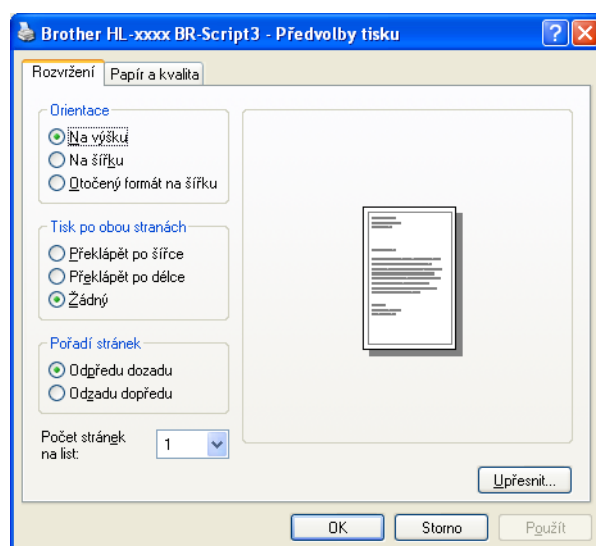 Brother HL-xxxx BR-Script3 - Předvolby tisku
Rozvržení
Papír a kvalita
Orientace
Na výšku
Na šířku
Otočený formát na šířku
Tisk po obou stranách
Překlápět po šířce
Překlápět po délce
Žádný
Pořadí stránek
Odpředu dozadu
Odzadu dopředu
Počet stránek
na list:
1
Upřesnit...
OK
Storno
Použít